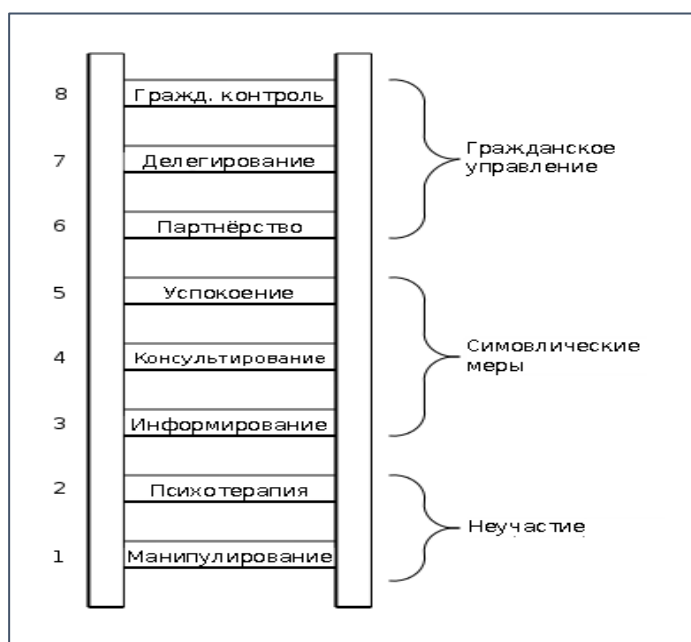 8 Гражд. контроль
7 Делегирование
Гражданское
управление
6 Партнёрство
5 Успокоение
4 Консультирование
Симовлические
меры
3 Информирование
2 Психотерапия
Неучастие
1 Манипулирование